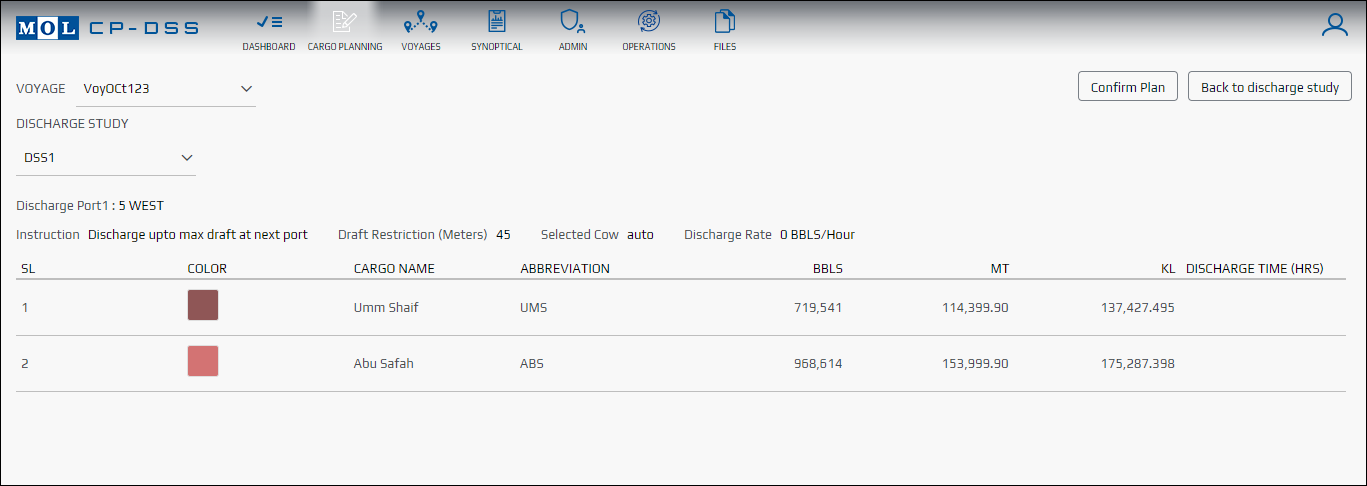 MOL CP-DSS
DASHBOARD CARGO PLANNING VOYAGES SYNOPTICAL ADMIN OPERATIONS FILES
VOYAGE VoyOCt123 Confirm Plan Back to discharge study
DISCHARGE STUDY
DSS1
Discharge Port1 : 5 WEST
Instruction Discharge upto max draft at next port Draft Restriction (Meters) 45 Selected Cow auto Discharge Rate 0 BBLS/Hour
SL COLOR CARGO NAME ABBREVIATION BBLS MT KL DISCHARGE TIME (HRS)
1 Umm Shaif UMS 719,541 114,399.90 137,427.495
2 Abu Safah ABS 968,614 153,999.90 175,287.398